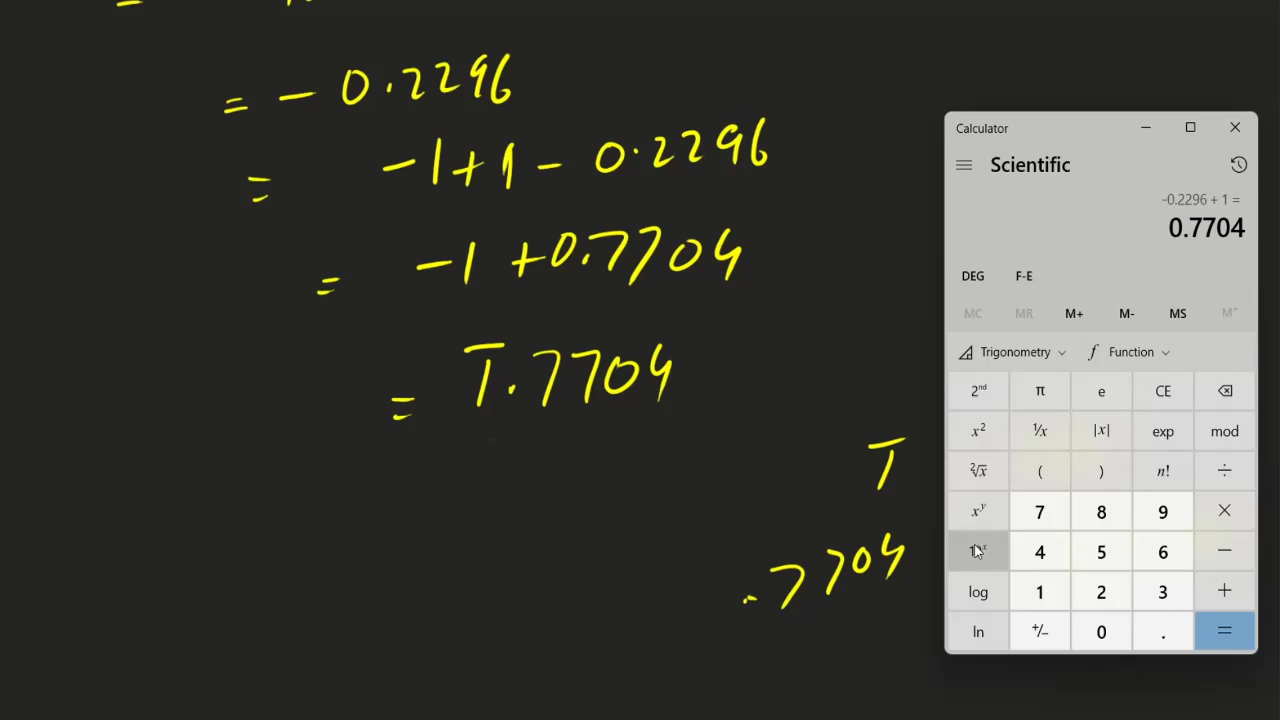 = - 0.2296
= -1+1 - 0.2296
= -1 +0.7704
= 1̅.7704
1̅
.7704
Calculator
Scientific
-0.2296 + 1 =
0.7704
DEG F-E
MC MR M+ M- MS M˅
Trigonometry f Function
2ⁿᵈ π e CE
x² ¹/x |x| exp mod
²√x ( ) n! ÷
xʸ 7 8 9 ×
4 5 6 −
log 1 2 3 +
ln +/− 0 . =